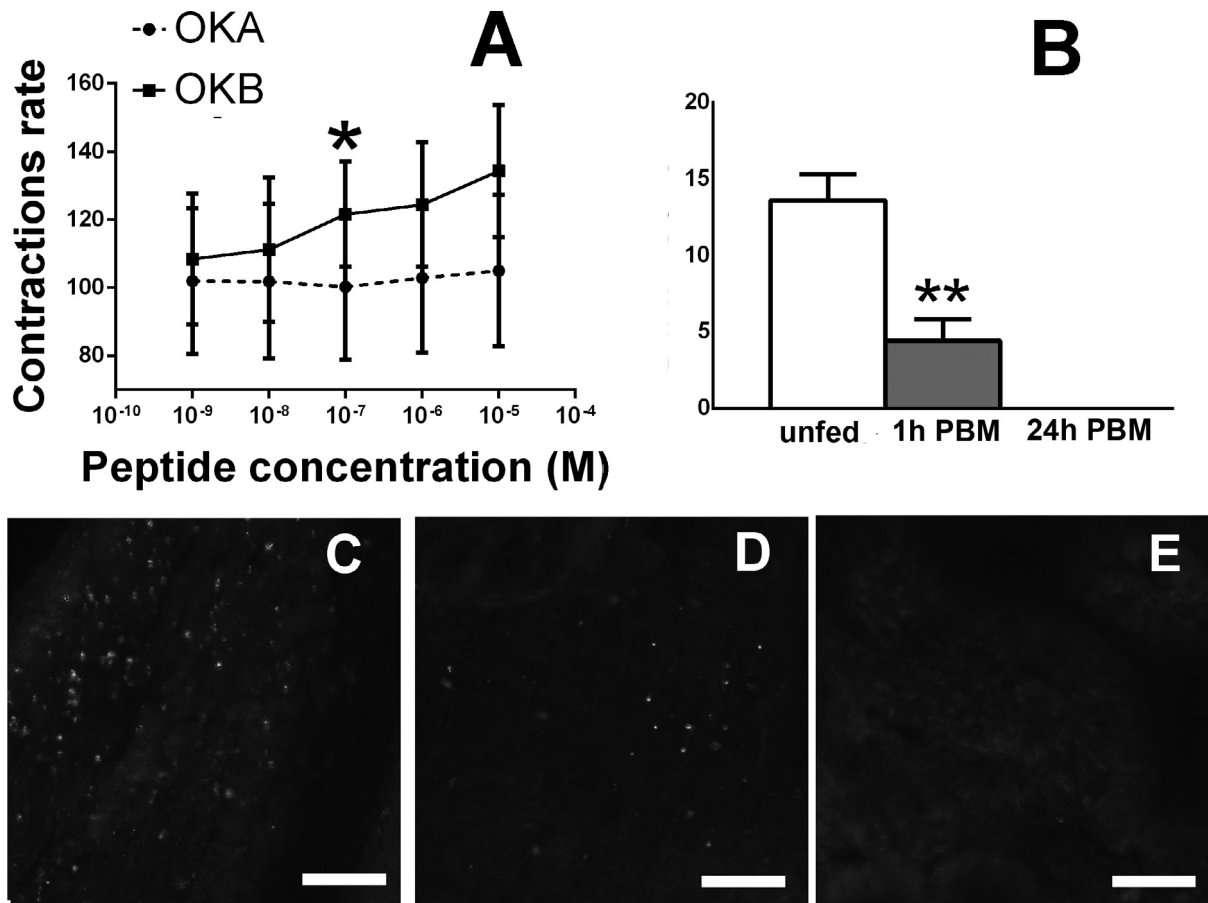 OKA
OKB
A
*
Contractions rate
160
140
120
100
80
10-10
10-9
10-8
10-7
10-6
10-5
10-4
Peptide concentration (M)
B
20
15
10
5
0
**
unfed
1h PBM
24h PBM
C
D
E